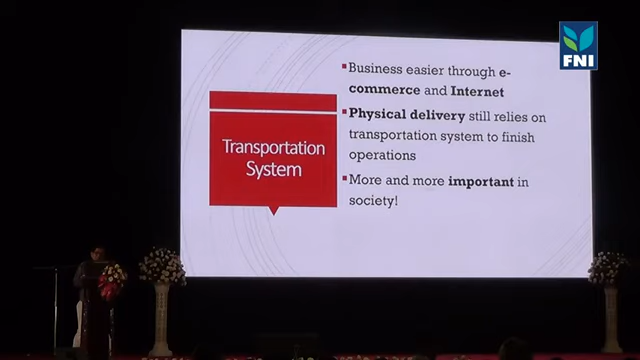 FNI
Business easier through e-
commerce and Internet
Physical delivery still relies on
transportation system to finish
operations
More and more important in
society!
Transportation
System